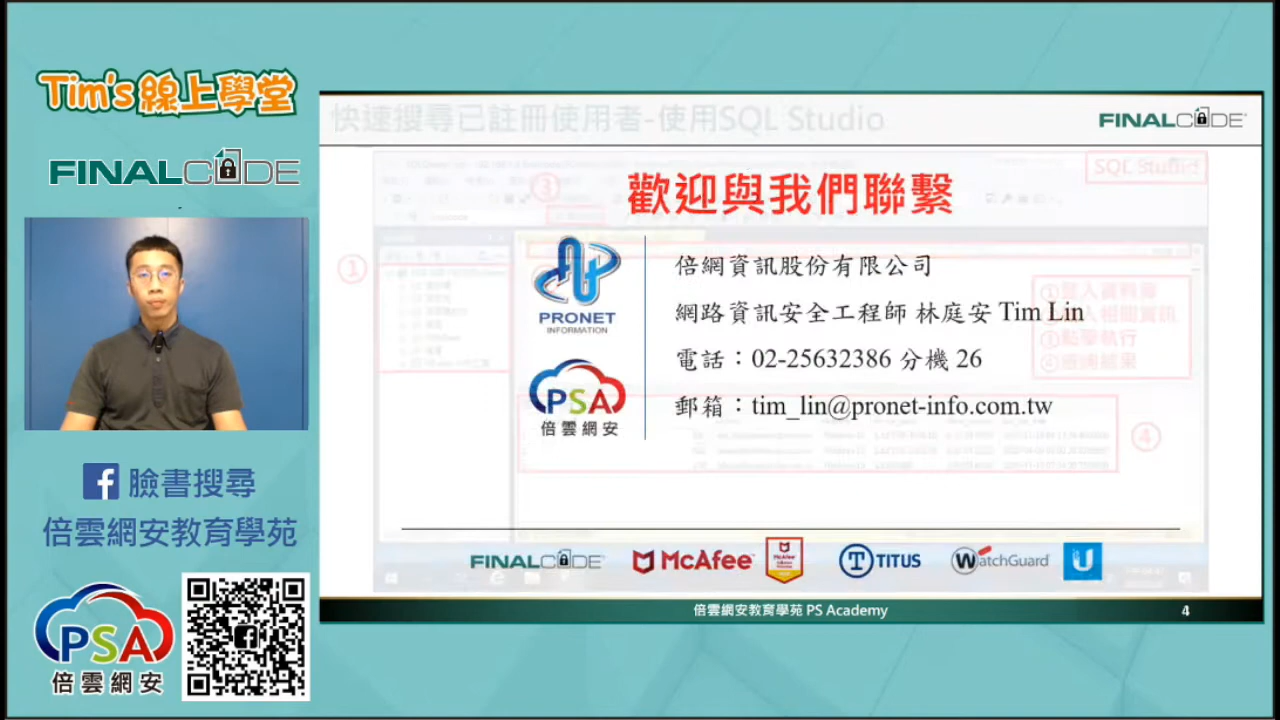 Tim's 線上學堂
FINALCODE
臉書搜尋
倍雲網安教育學苑
PSA
倍雲網安
快速搜尋已註冊使用者-使用SQL Studio
FINALCODE
SQL Studio
③
歡迎與我們聯繫
①
PRONET
INFORMATION
倍網資訊股份有限公司
網路資訊安全工程師 林庭安 Tim Lin
電話：02-25632386 分機 26
郵箱：tim_lin@pronet-info.com.tw
PSA
倍雲網安
④
FINALCODE McAfee TITUS WatchGuard U
倍雲網安教育學苑 PS Academy
4